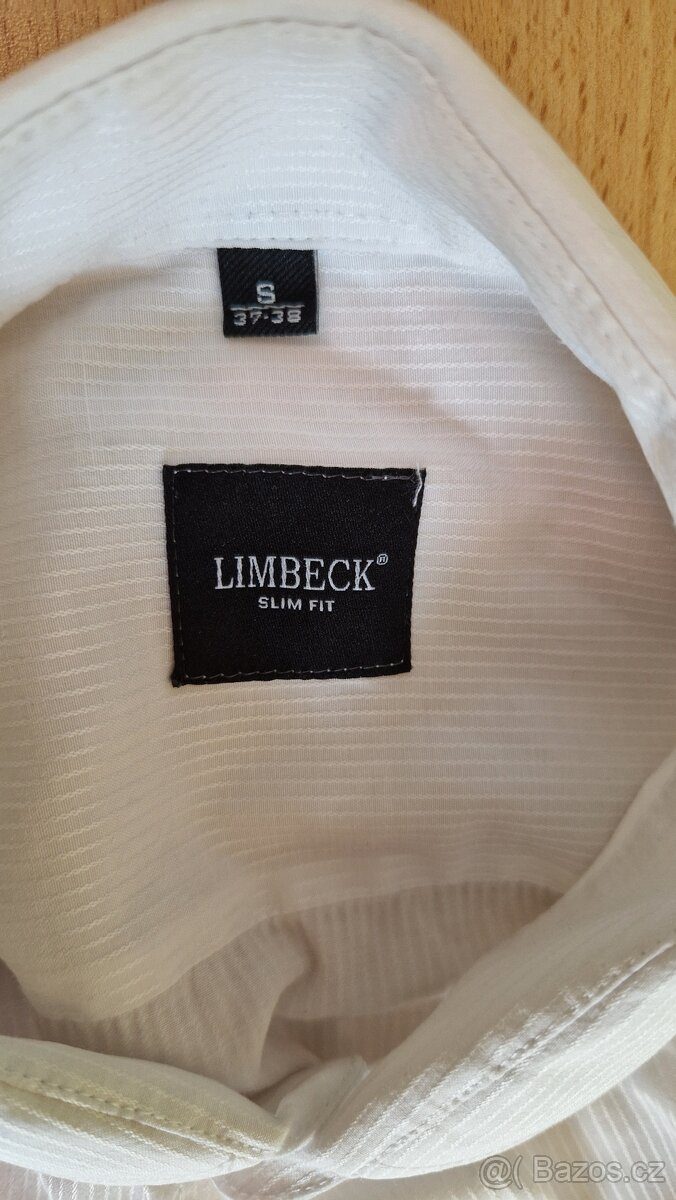 S
37-38
LIMBECK®
SLIM FIT
@( Bazos.cz